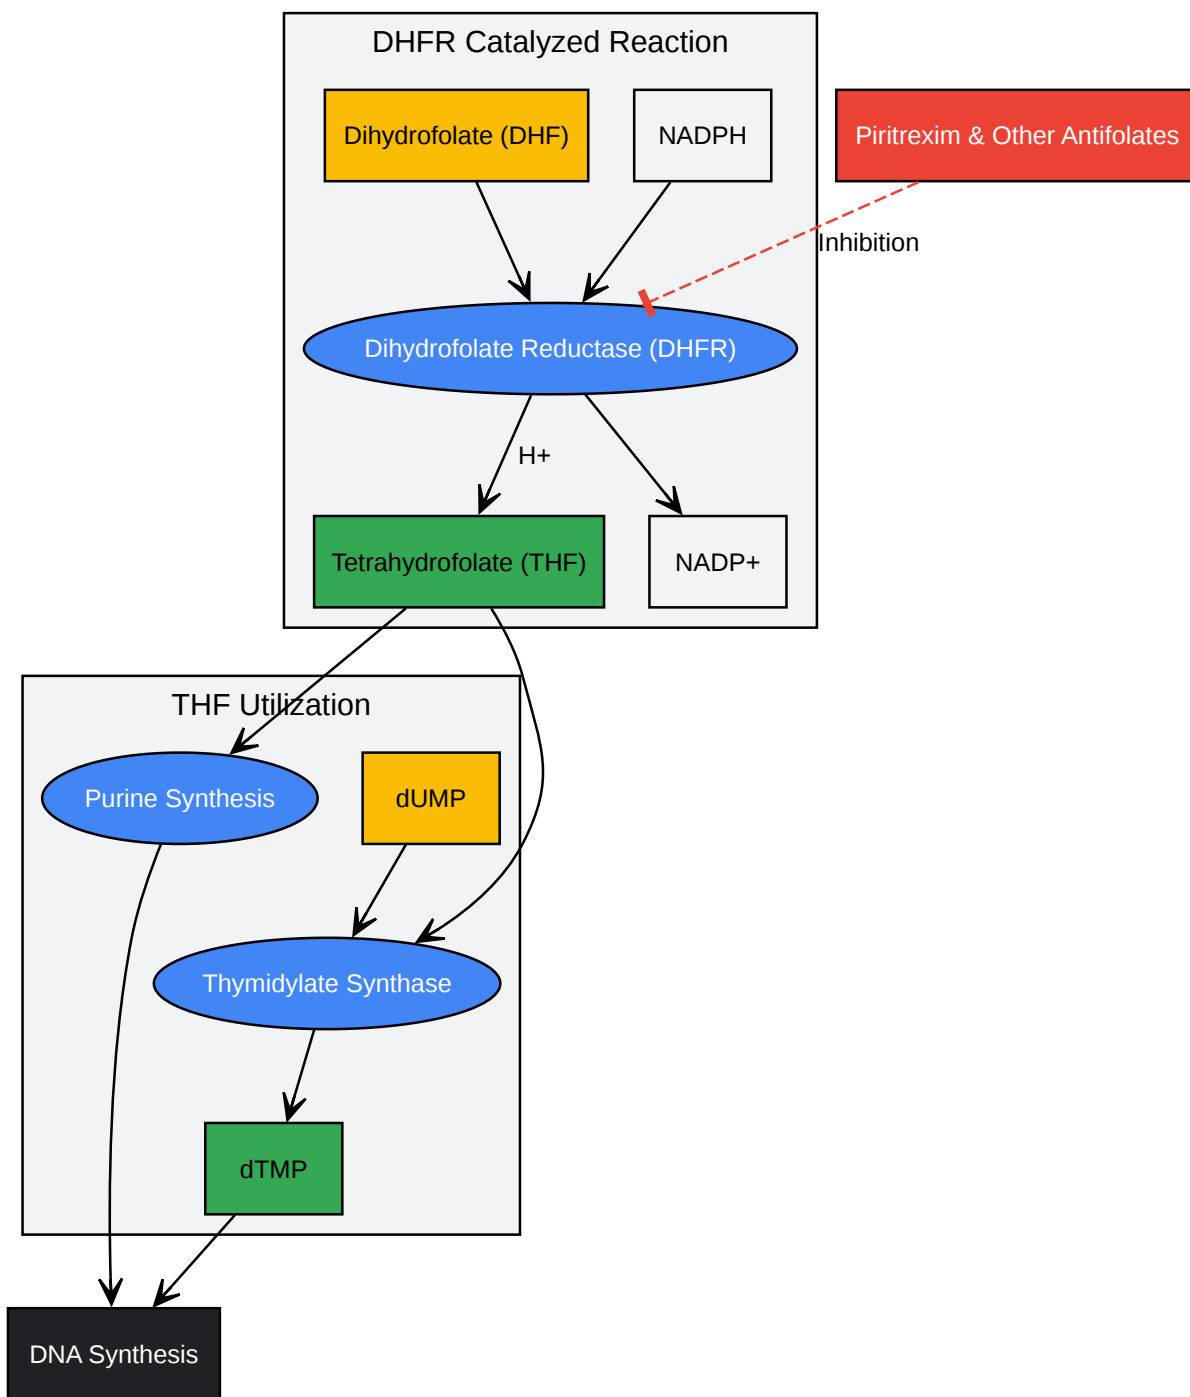 DHFR Catalyzed Reaction
Dihydrofolate (DHF)
NADPH
Piritrexim & Other Antifolates
Inhibition
Dihydrofolate Reductase (DHFR)
H+
Tetrahydrofolate (THF)
NADP+
THF Utilization
Purine Synthesis
dUMP
Thymidylate Synthase
dTMP
DNA Synthesis